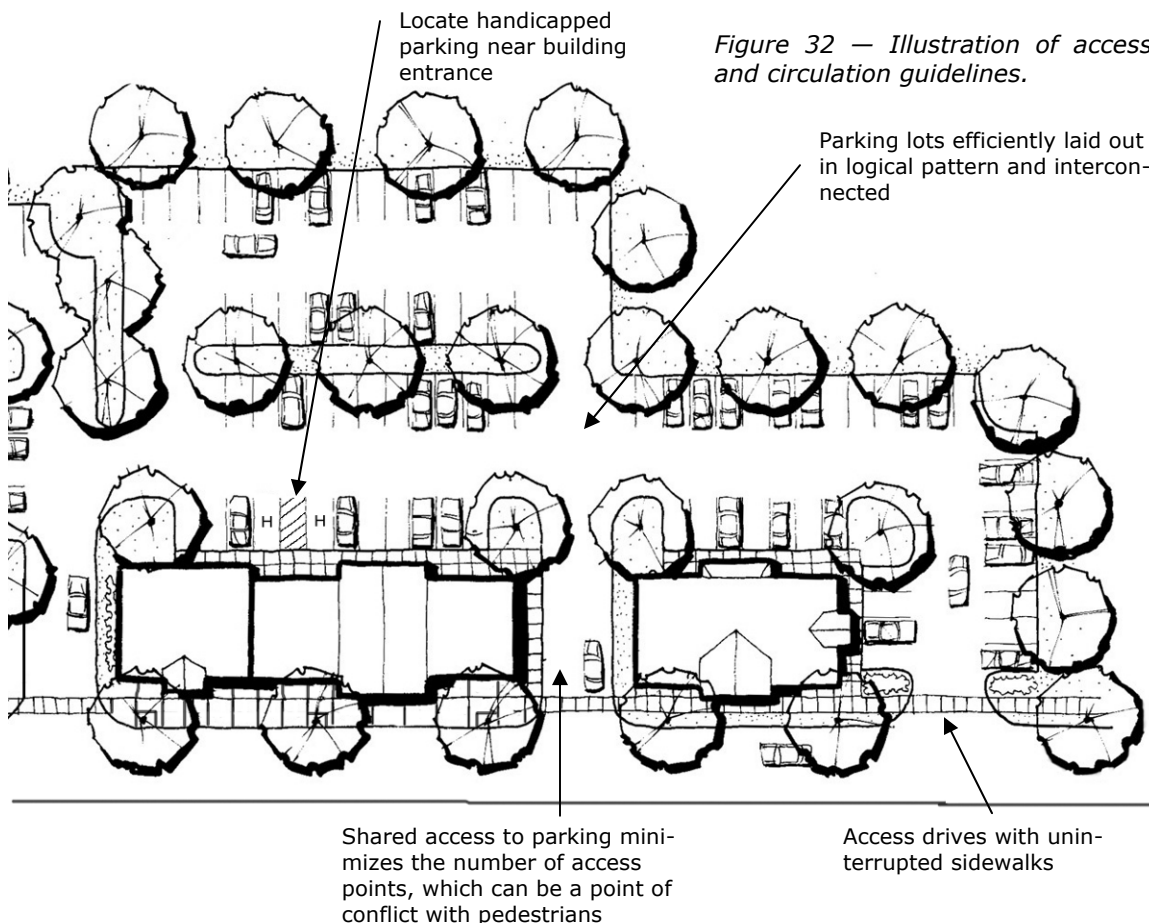 Locate handicapped
parking near building
entrance
Figure 32 — Illustration of access
and circulation guidelines.
Parking lots efficiently laid out
in logical pattern and intercon-
nected
H H
Shared access to parking mini-
mizes the number of access
points, which can be a point of
conflict with pedestrians
Access drives with unin-
terrupted sidewalks